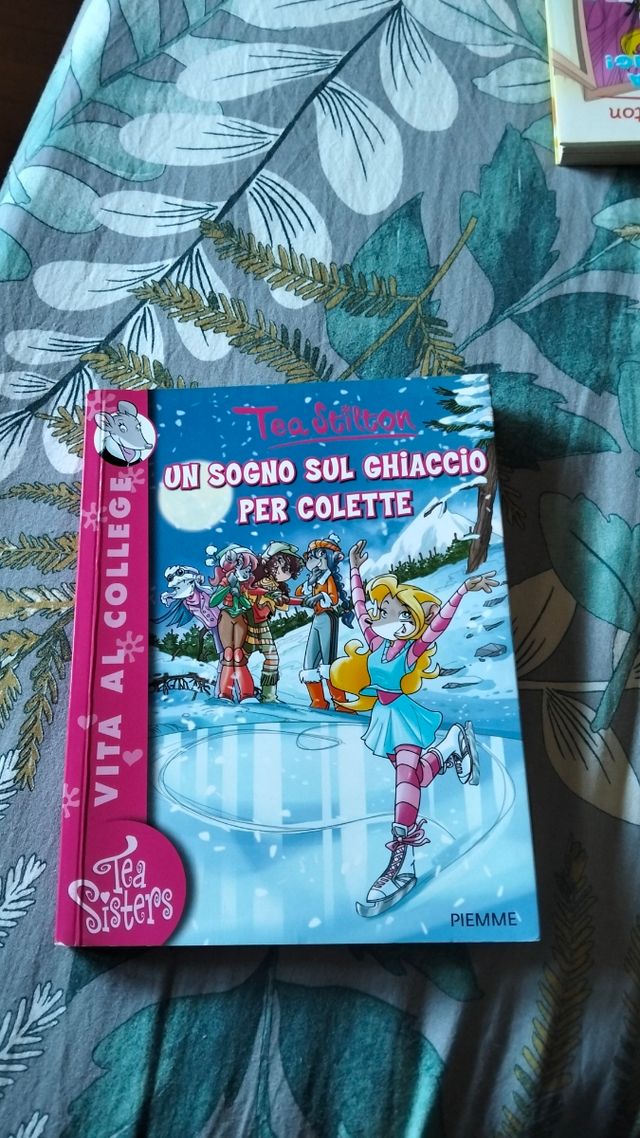 Tea Stilton
UN SOGNO SUL GHIACCIO
PER COLETTE
VITA AL COLLEGE
Tea
Sisters
PIEMME